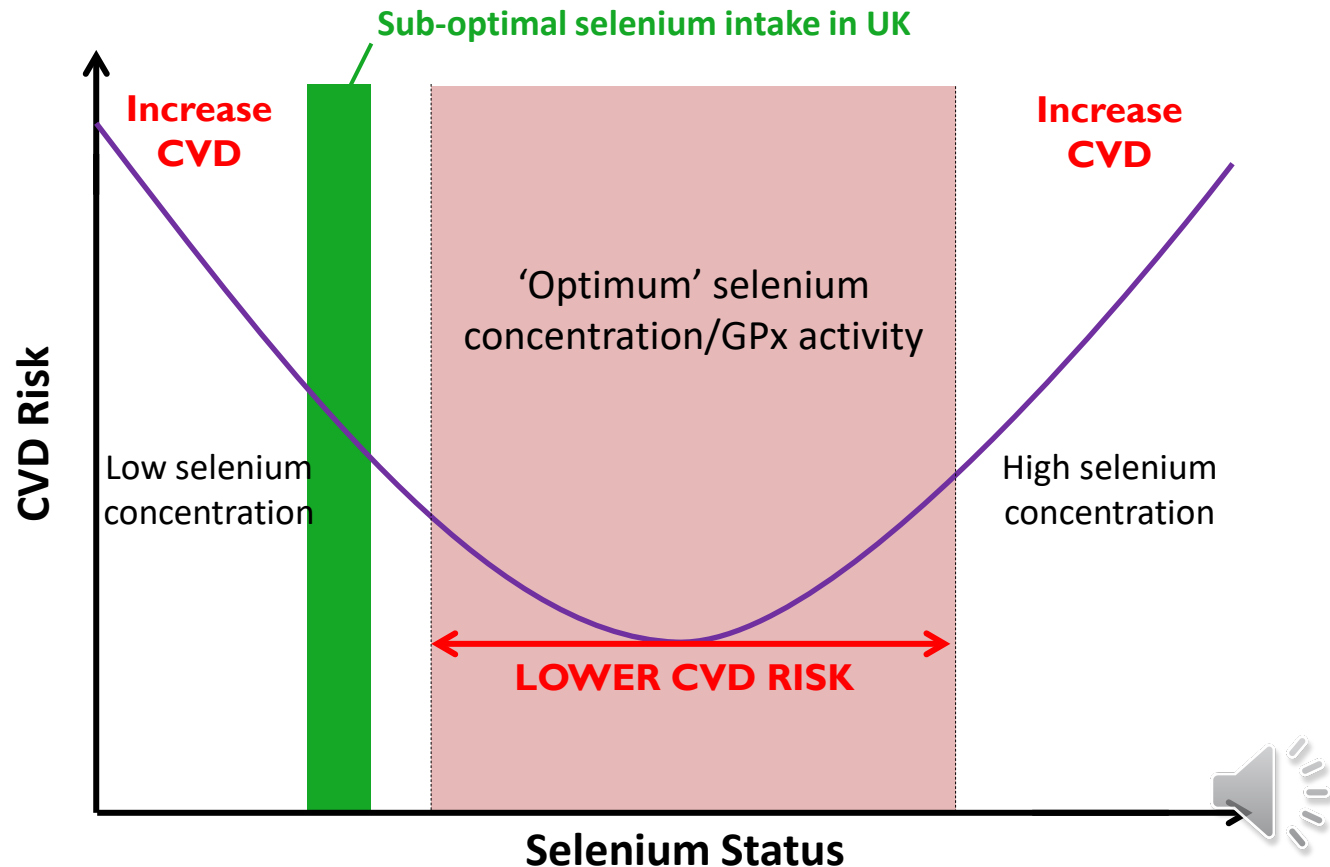 Sub-optimal selenium intake in UK
Increase
CVD
Increase
CVD
‘Optimum’ selenium
concentration/GPx activity
CVD Risk
Low selenium
concentration
High selenium
concentration
LOWER CVD RISK
Selenium Status